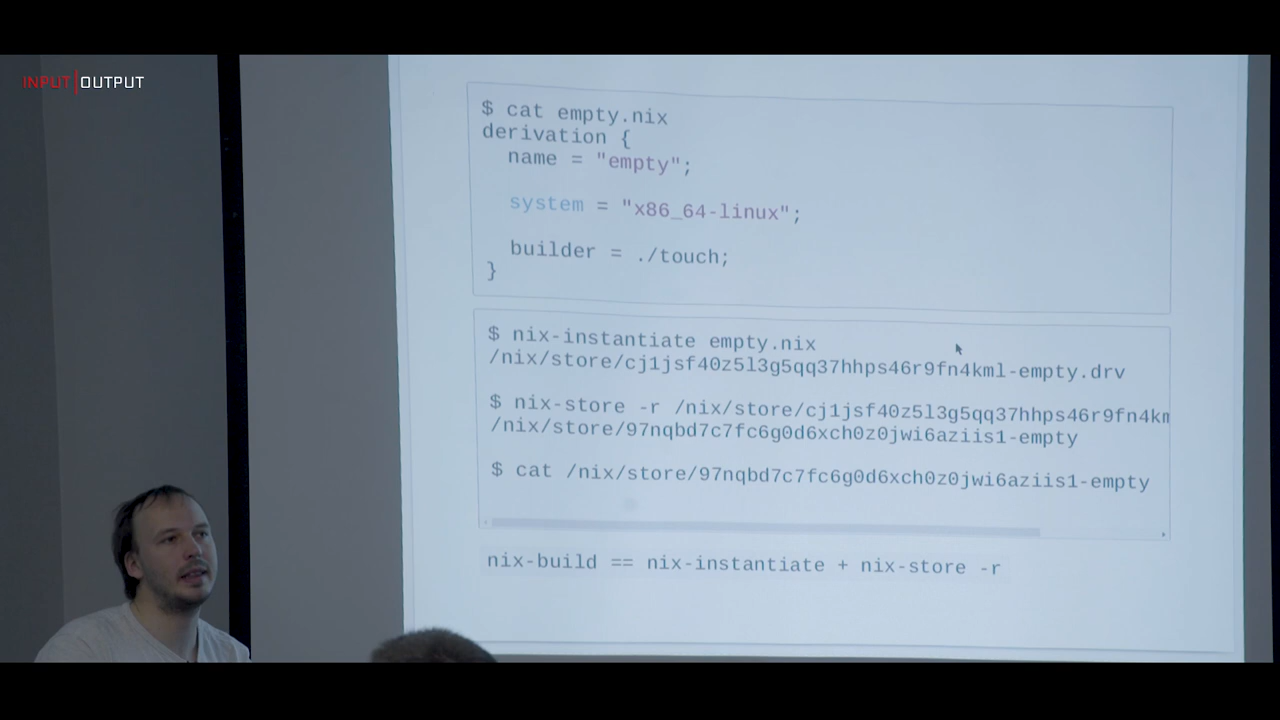 INPUT|OUTPUT
$ cat empty.nix
derivation {
  name = "empty";
  system = "x86_64-linux";
  builder = ./touch;
}
$ nix-instantiate empty.nix
/nix/store/cj1jsf40z5l3g5qq37hhps46r9fn4kml-empty.drv
$ nix-store -r /nix/store/cj1jsf40z5l3g5qq37hhps46r9fn4km
/nix/store/97nqbd7c7fc6g0d6xch0z0jwi6aziis1-empty
$ cat /nix/store/97nqbd7c7fc6g0d6xch0z0jwi6aziis1-empty
nix-build == nix-instantiate + nix-store -r